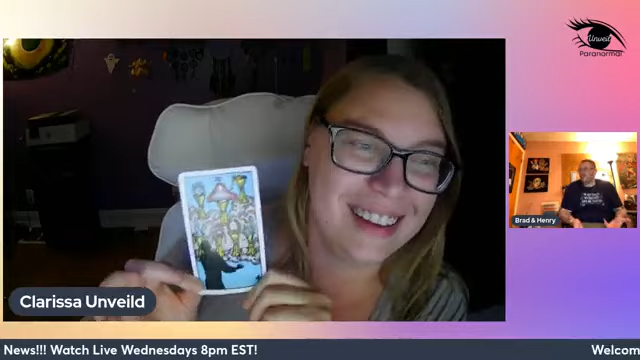 Unveil
Paranormal
Brad & Henry
Clarissa Unveild
News!!! Watch Live Wednesdays 8pm EST!
Welcom